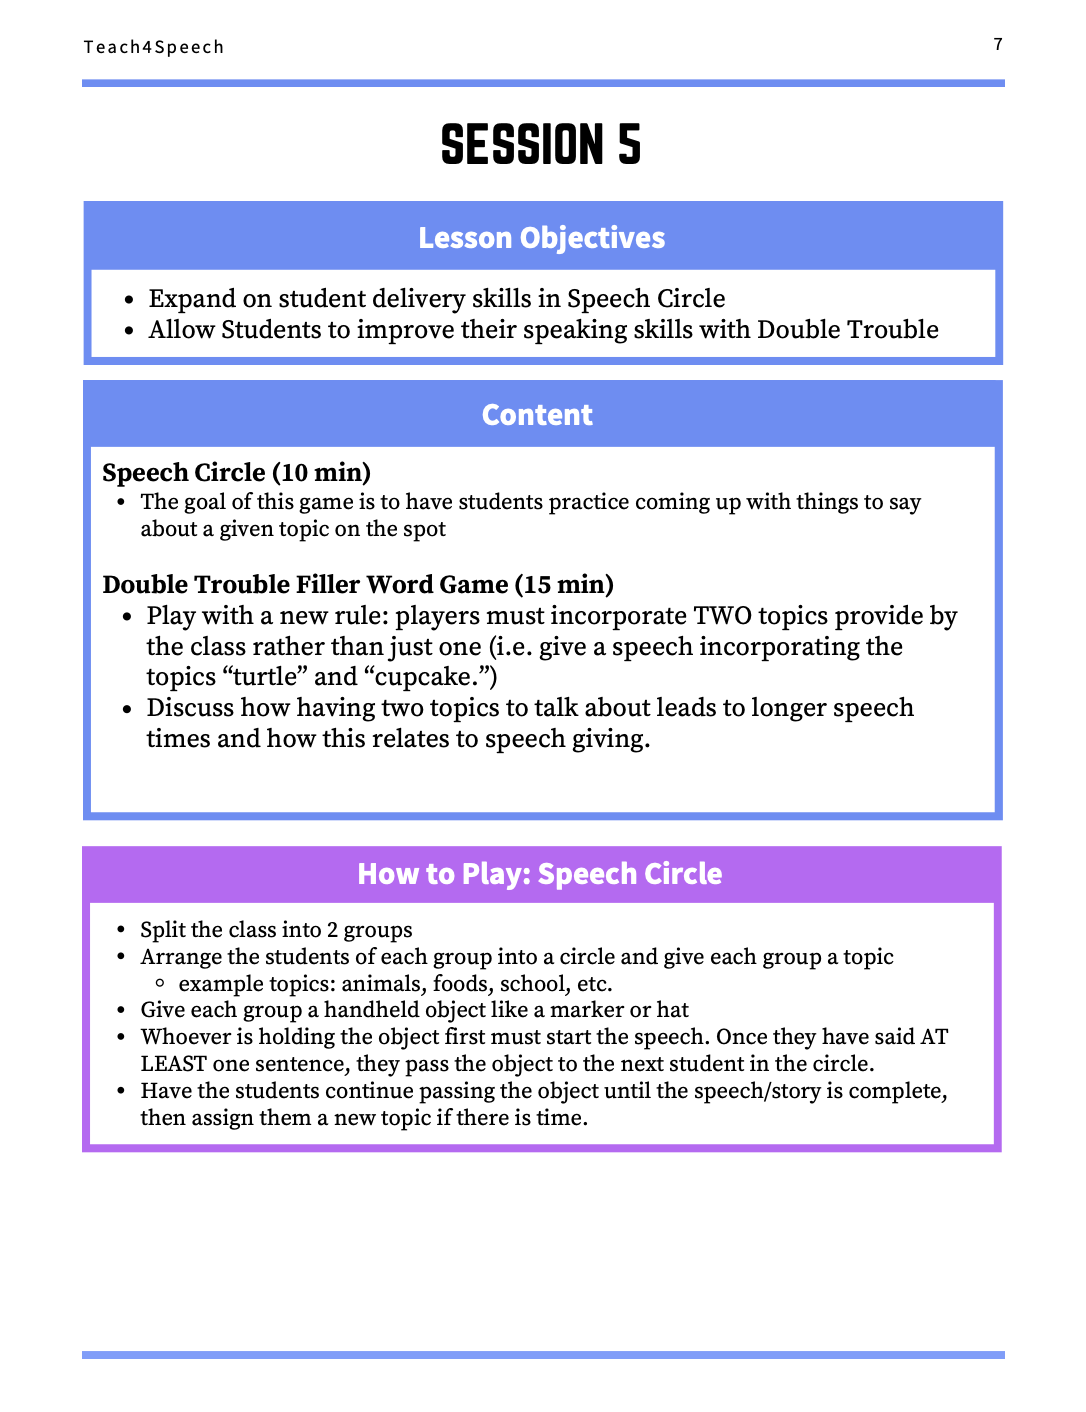 Teach4Speech
7
SESSION 5
Lesson Objectives
• Expand on student delivery skills in Speech Circle
• Allow Students to improve their speaking skills with Double Trouble
Content
Speech Circle (10 min)
• The goal of this game is to have students practice coming up with things to say
about a given topic on the spot
Double Trouble Filler Word Game (15 min)
• Play with a new rule: players must incorporate TWO topics provide by
the class rather than just one (i.e. give a speech incorporating the
topics “turtle” and “cupcake.”)
• Discuss how having two topics to talk about leads to longer speech
times and how this relates to speech giving.
How to Play: Speech Circle
• Split the class into 2 groups
• Arrange the students of each group into a circle and give each group a topic
◦ example topics: animals, foods, school, etc.
• Give each group a handheld object like a marker or hat
• Whoever is holding the object first must start the speech. Once they have said AT
LEAST one sentence, they pass the object to the next student in the circle.
• Have the students continue passing the object until the speech/story is complete,
then assign them a new topic if there is time.